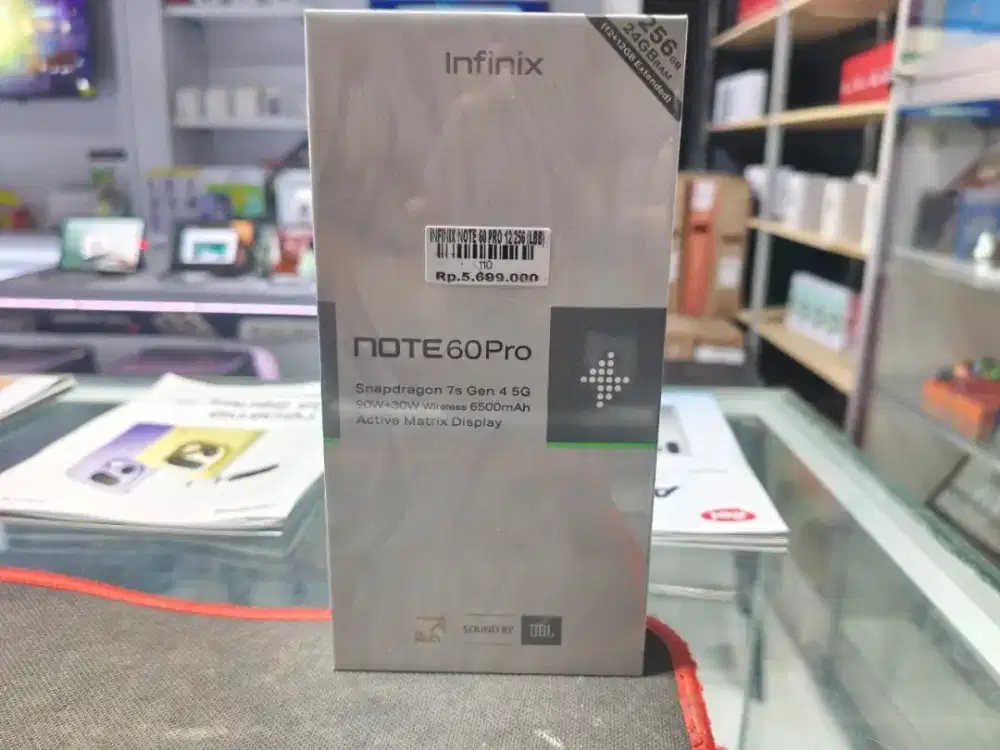 Infinix
256GB
24GB RAM
(12+12GB Extended)
INFINIX NOTE 60 PRO 12.256 (LBB)
110
Rp.5.699.000
NOTE60Pro
Snapdragon 7s Gen 4 5G
90W+30W Wireless 6500mAh
Active Matrix Display
SOUND BY
JBL